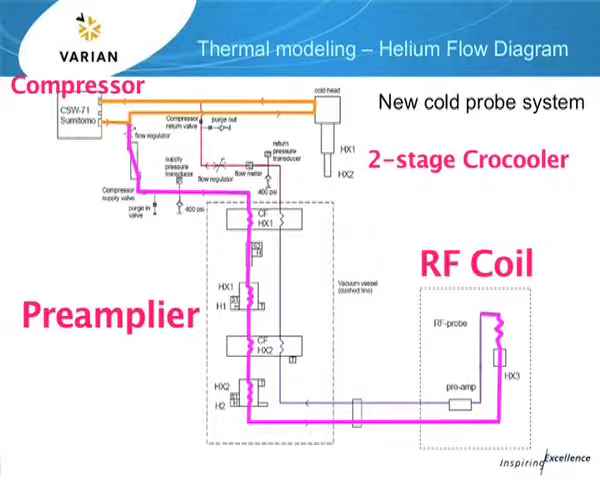 VARIAN
Thermal modeling – Helium Flow Diagram
Compressor
cold head
New cold probe system
CSW-71
Sumitomo
Compressor
return valve
purge out
flow regulator
return
pressure
transducer
HX1
2-stage Crocooler
supply
pressure
transducer
flow regulator
flow meter
HX2
Compressor
supply valve
400 psi
400 psi
purge in
valve
CF
HX1
RF Coil
HX1
Vacuum vessel
(dashed line)
H1
Preamplier
RF-probe
CF
HX2
T
HX3
HX2
T
pre-amp
H2
InspiringExcellence